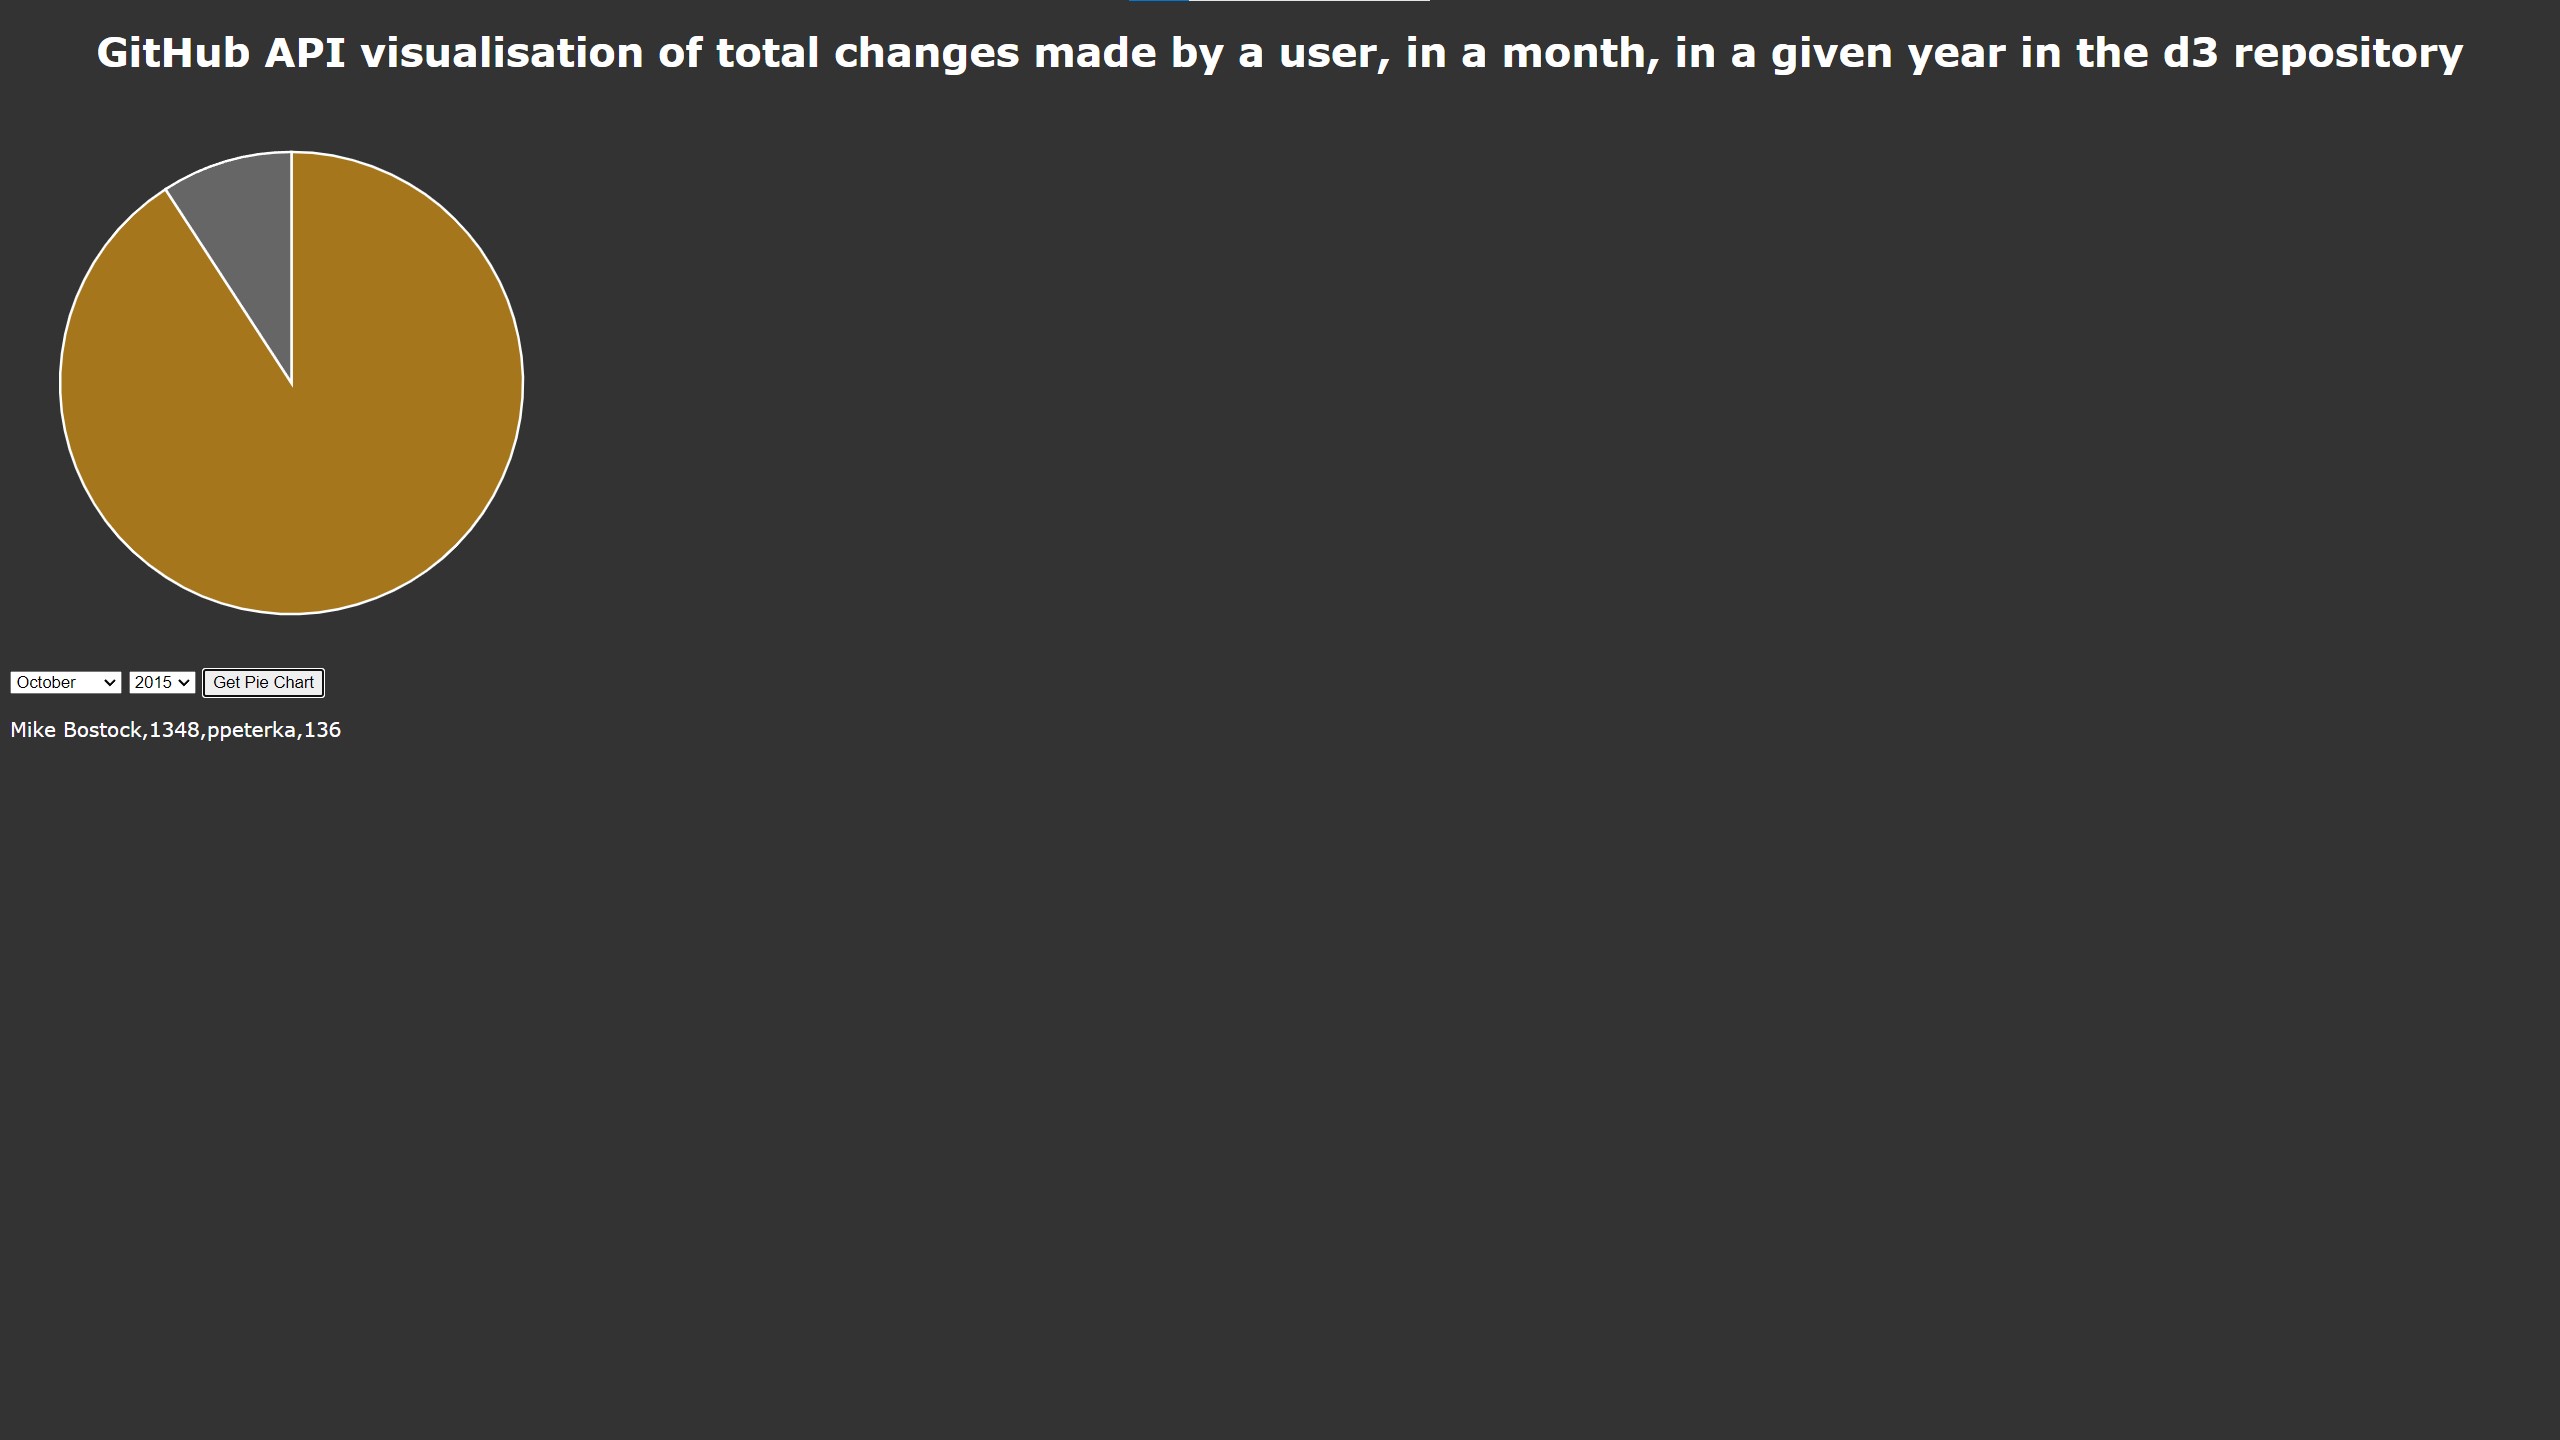 GitHub API visualisation of total changes made by a user, in a month, in a given year in the d3 repository
October 2015 Get Pie Chart
Mike Bostock,1348,ppeterka,136